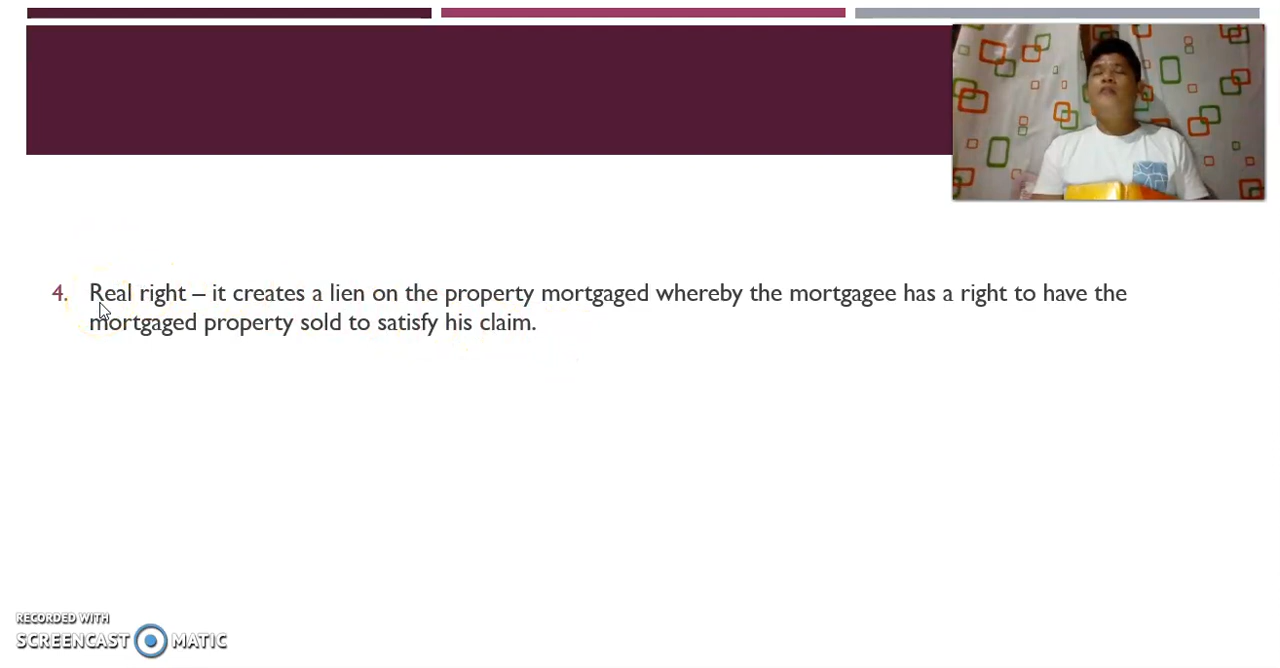 4. Real right – it creates a lien on the property mortgaged whereby the mortgagee has a right to have the
mortgaged property sold to satisfy his claim.
RECORDED WITH
SCREENCAST MATIC